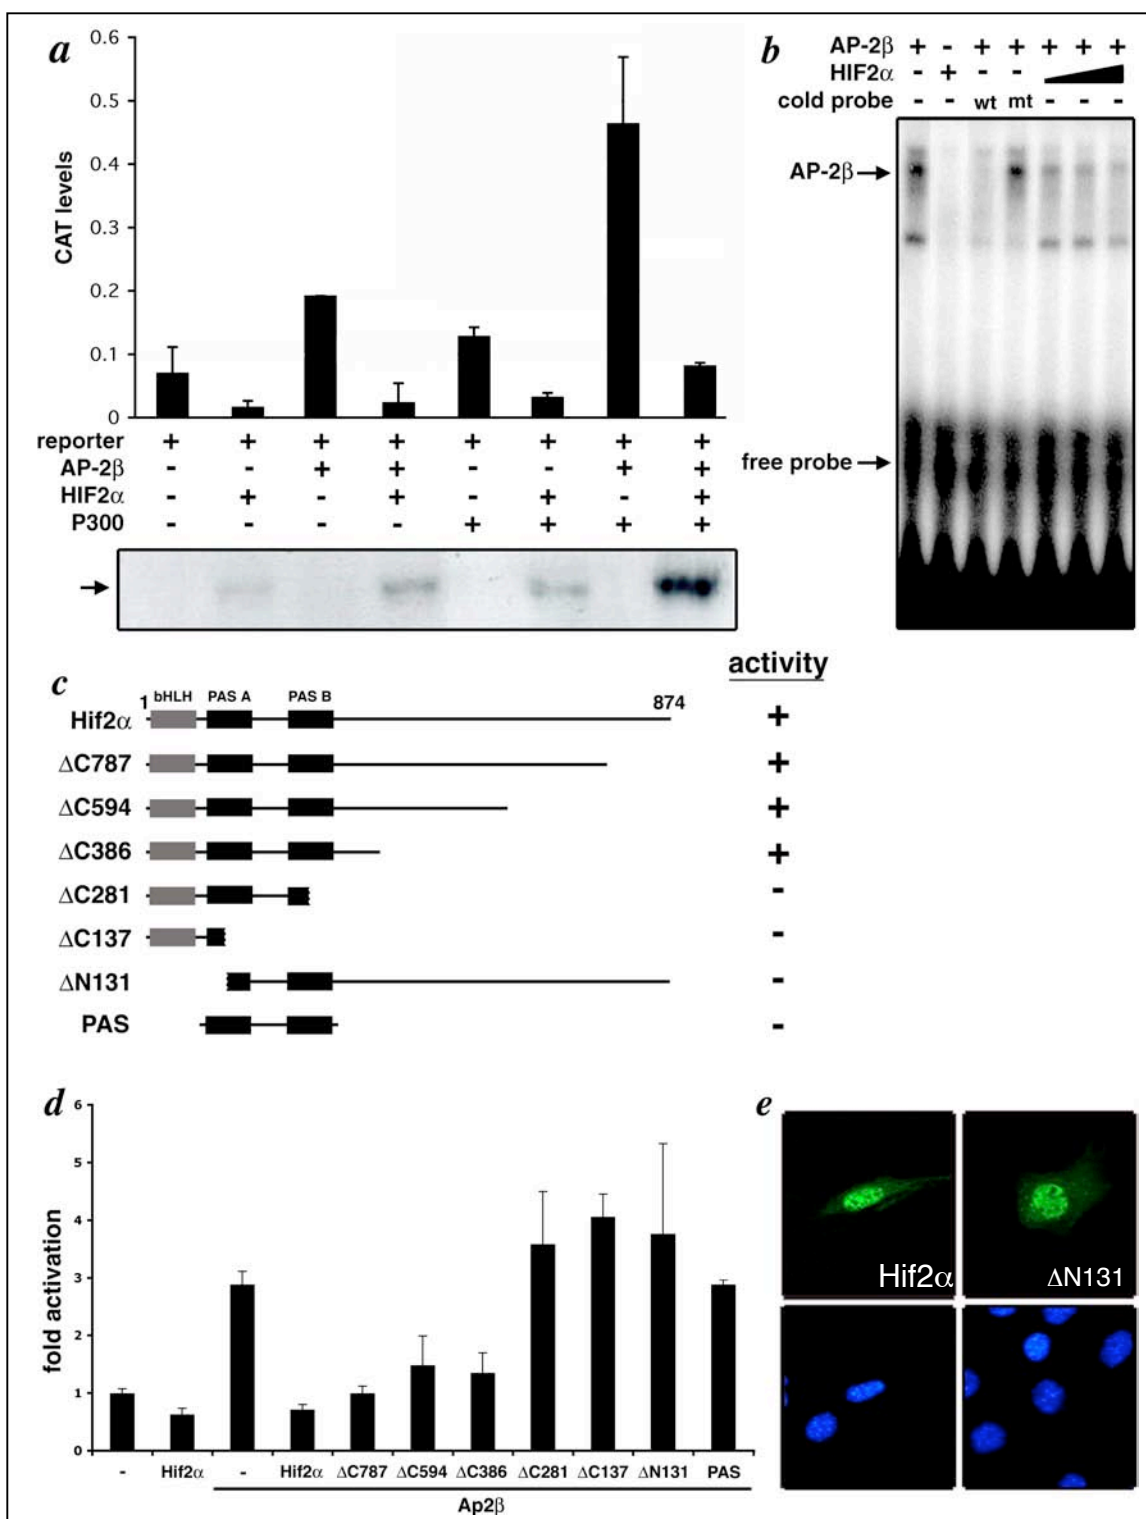 a
0.6
0.5
0.4
0.3
0.2
0.1
0
CAT levels
reporter + + + + + + + +
AP-2β - - + + - - + +
HIF2α - + - + - + - +
P300 - - - - + + + +
b
AP-2β + - + + + + +
HIF2α - + - -
cold probe - - wt mt - - -
AP-2β
free probe
c
activity
1 bHLH PAS A PAS B 874
Hif2α +
ΔC787 +
ΔC594 +
ΔC386 +
ΔC281 -
ΔC137 -
ΔN131 -
PAS -
d
6
5
4
3
2
1
0
fold activation
- Hif2α - Hif2α ΔC787 ΔC594 ΔC386 ΔC281 ΔC137 ΔN131 PAS
Ap2β
e
Hif2α ΔN131